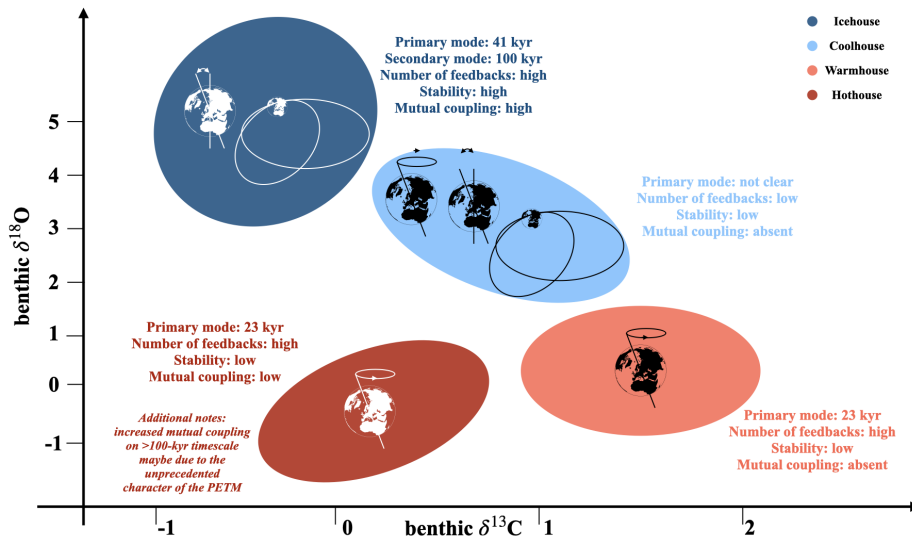 Icehouse
Coolhouse
Warmhouse
Hothouse
Primary mode: 41 kyr
Secondary mode: 100 kyr
Number of feedbacks: high
Stability: high
Mutual coupling: high
Primary mode: not clear
Number of feedbacks: low
Stability: low
Mutual coupling: absent
Primary mode: 23 kyr
Number of feedbacks: high
Stability: low
Mutual coupling: low
Additional notes:
increased mutual coupling
on >100-kyr timescale
maybe due to the
unprecedented
character of the PETM
Primary mode: 23 kyr
Number of feedbacks: high
Stability: low
Mutual coupling: absent
benthic δ¹⁸O
5
4
3
2
1
0
-1
-1
0
1
2
benthic δ¹³C